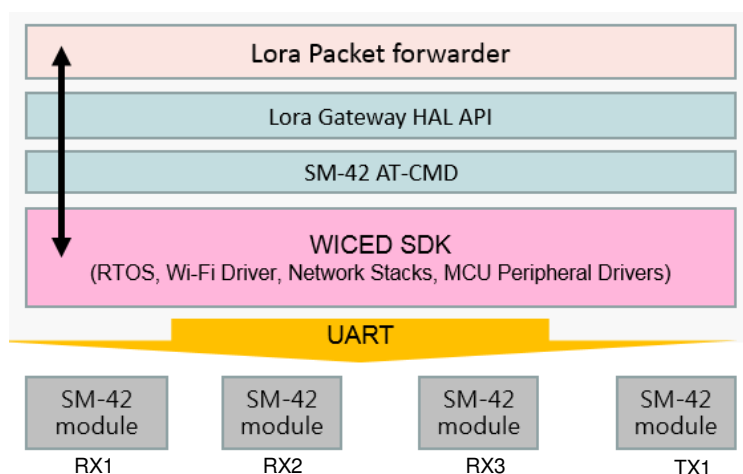 Lora Packet forwarder
Lora Gateway HAL API
SM-42 AT-CMD
WICED SDK
(RTOS, Wi-Fi Driver, Network Stacks, MCU Peripheral Drivers)
UART
SM-42
module
SM-42
module
SM-42
module
SM-42
module
RX1
RX2
RX3
TX1